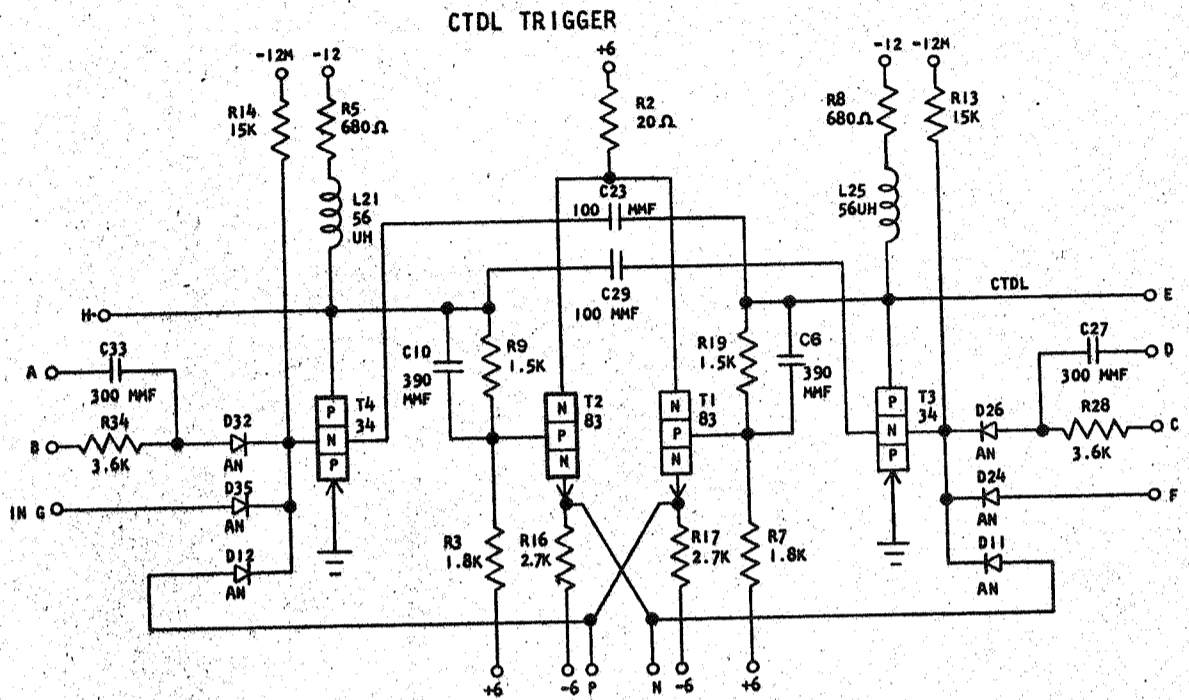 CTDL TRIGGER
+6
-12M
-12
-12
-12M
R14
15K
R5
680Ω
R2
20Ω
R8
680Ω
R13
15K
L21
56
UH
C23
100 MMF
L25
56UH
C29
100 MMF
CTDL
H
E
C33
300 MMF
A
C10
390
MMF
R9
1.5K
R19
1.5K
C6
390
MMF
C27
300 MMF
D
R34
3.6K
B
D32
AN
T4
34
P
N
P
T2
83
N
P
N
T1
83
N
P
N
T3
34
P
N
P
D26
AN
R28
3.6K
C
IN G
D35
AN
D24
AN
F
D12
AN
R3
1.8K
R16
2.7K
R17
2.7K
R7
1.8K
D11
AN
+6
-6
P
N
-6
+6